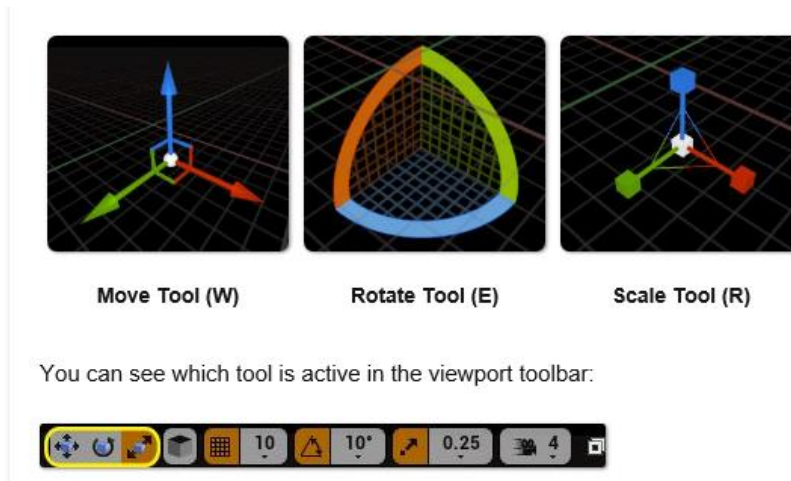 Move Tool (W) Rotate Tool (E) Scale Tool (R)
You can see which tool is active in the viewport toolbar:
10 10° 0.25 4